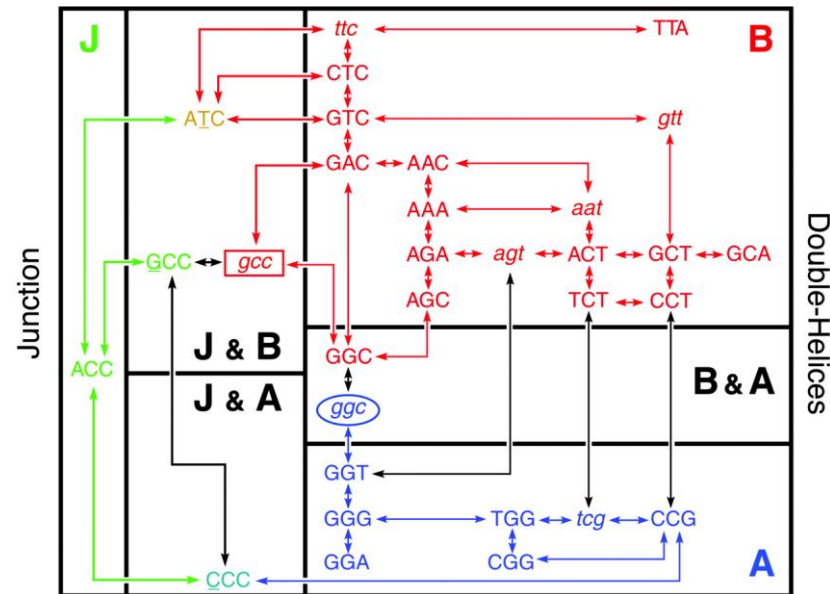 J
ttc
TTA
B
CTC
ATC
GTC
gtt
GAC
AAC
AAA
aat
GCC
gcc
AGA
agt
ACT
GCT
GCA
AGC
TCT
CCT
Junction
Double-Helices
J & B
GGC
ACC
J & A
B & A
ggc
GGT
GGG
TGG
tcg
CCG
GGA
CGG
A
CCC